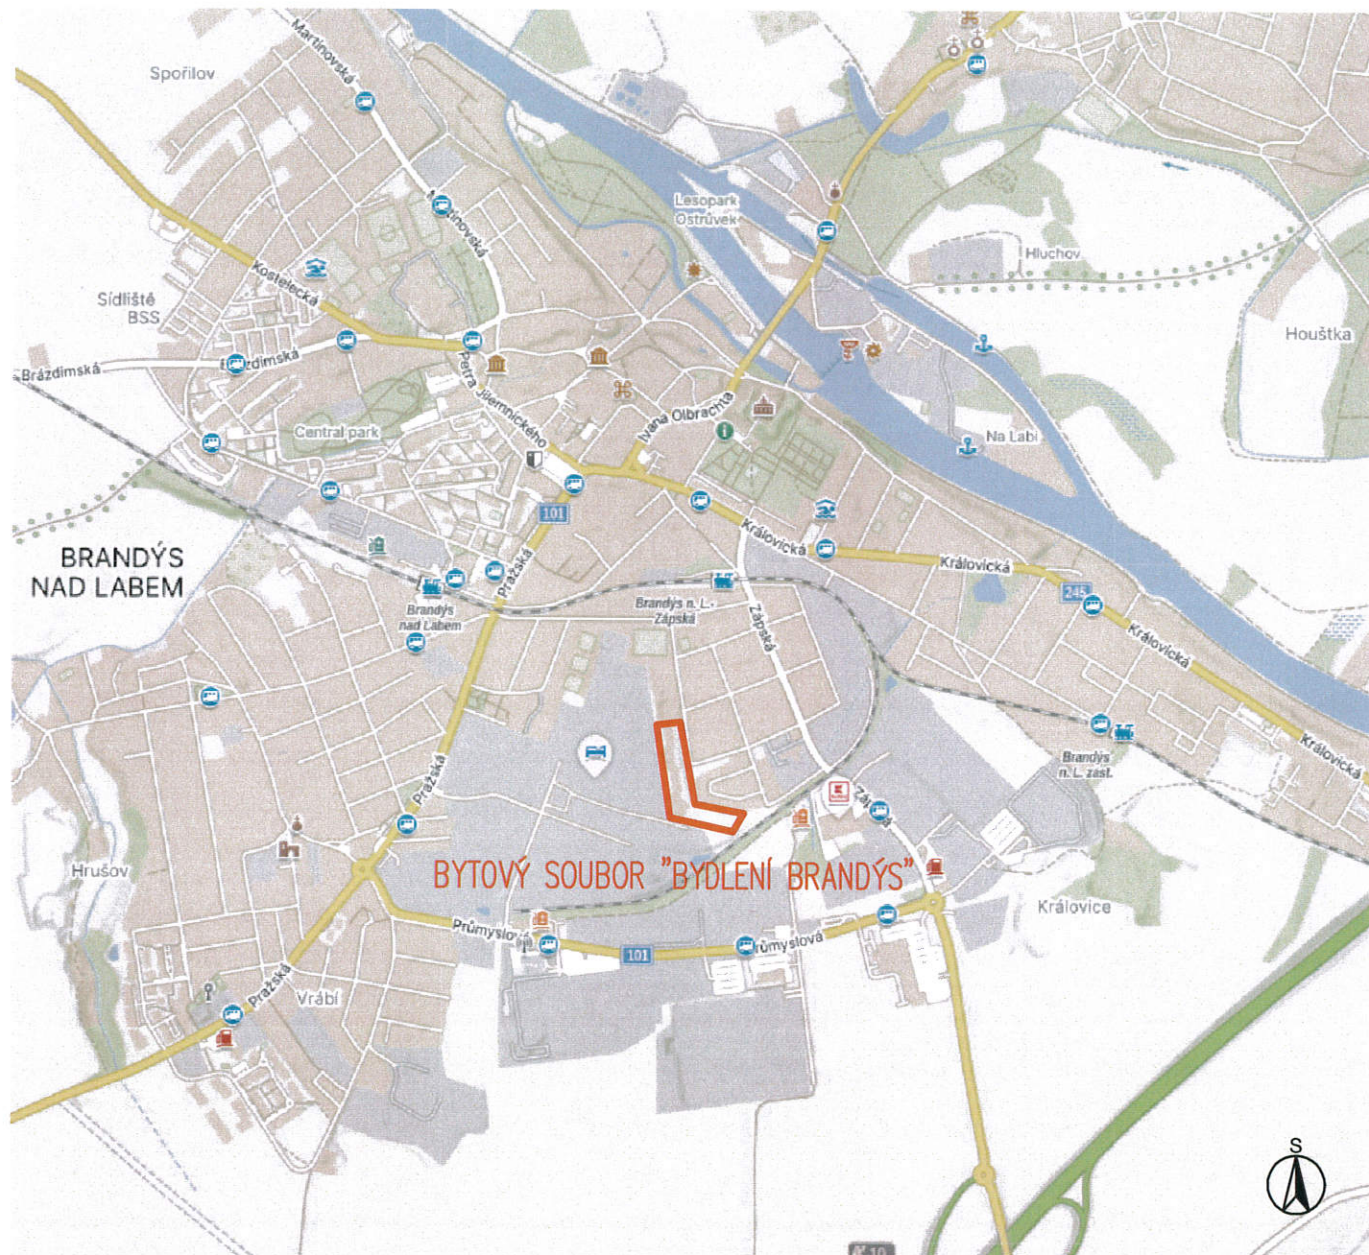 Martinovská
Spořilov
Martinovská
Lesopark
Ostrůvek
Hluchov
Kostelecká
Sídliště
BSS
Houštka
Brázdimská
Brázdimská
Petra Jilemnického
Ivana Olbrachta
Central park
Na Labi
101
Královická
Královická
BRANDÝS
NAD LABEM
Pražská
245
Brandýs
nad Labem
Brandýs n. L.-
Zápská
Zápská
Královická
Královická
Pražská
Brandýs
n. L. zast.
Hrušov
BYTOVÝ SOUBOR "BYDLENÍ BRANDÝS"
Královice
Průmyslová
101
Průmyslová
Pražská
Vrábí
S
10